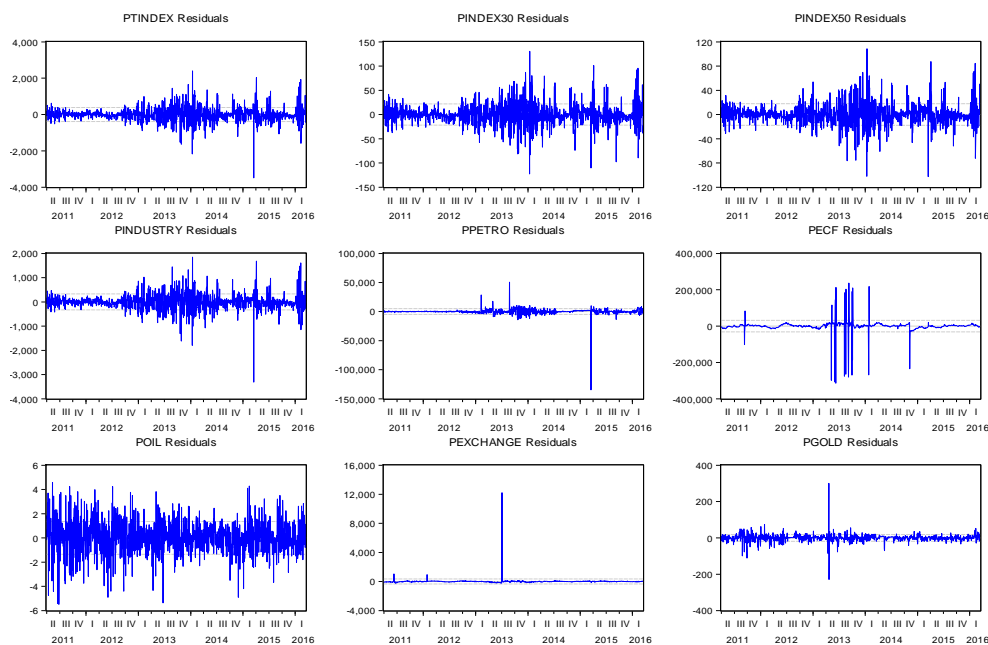 PTINDEX Residuals
4,000
2,000
0
-2,000
-4,000
II III IV I II III IV I II III IV I II III IV I II III IV I
2011 2012 2013 2014 2015 2016
PINDEX30 Residuals
150
100
50
0
-50
-100
-150
II III IV I II III IV I II III IV I II III IV I II III IV I
2011 2012 2013 2014 2015 2016
PINDEX50 Residuals
120
80
40
0
-40
-80
-120
II III IV I II III IV I II III IV I II III IV I II III IV I
2011 2012 2013 2014 2015 2016
PINDUSTRY Residuals
2,000
1,000
0
-1,000
-2,000
-3,000
-4,000
II III IV I II III IV I II III IV I II III IV I II III IV I
2011 2012 2013 2014 2015 2016
PPETRO Residuals
100,000
50,000
0
-50,000
-100,000
-150,000
II III IV I II III IV I II III IV I II III IV I II III IV I
2011 2012 2013 2014 2015 2016
PECF Residuals
400,000
200,000
0
-200,000
-400,000
II III IV I II III IV I II III IV I II III IV I II III IV I
2011 2012 2013 2014 2015 2016
POIL Residuals
6
4
2
0
-2
-4
-6
II III IV I II III IV I II III IV I II III IV I II III IV I
2011 2012 2013 2014 2015 2016
PEXCHANGE Residuals
16,000
12,000
8,000
4,000
0
-4,000
II III IV I II III IV I II III IV I II III IV I II III IV I
2011 2012 2013 2014 2015 2016
PGOLD Residuals
400
200
0
-200
-400
II III IV I II III IV I II III IV I II III IV I II III IV I
2011 2012 2013 2014 2015 2016